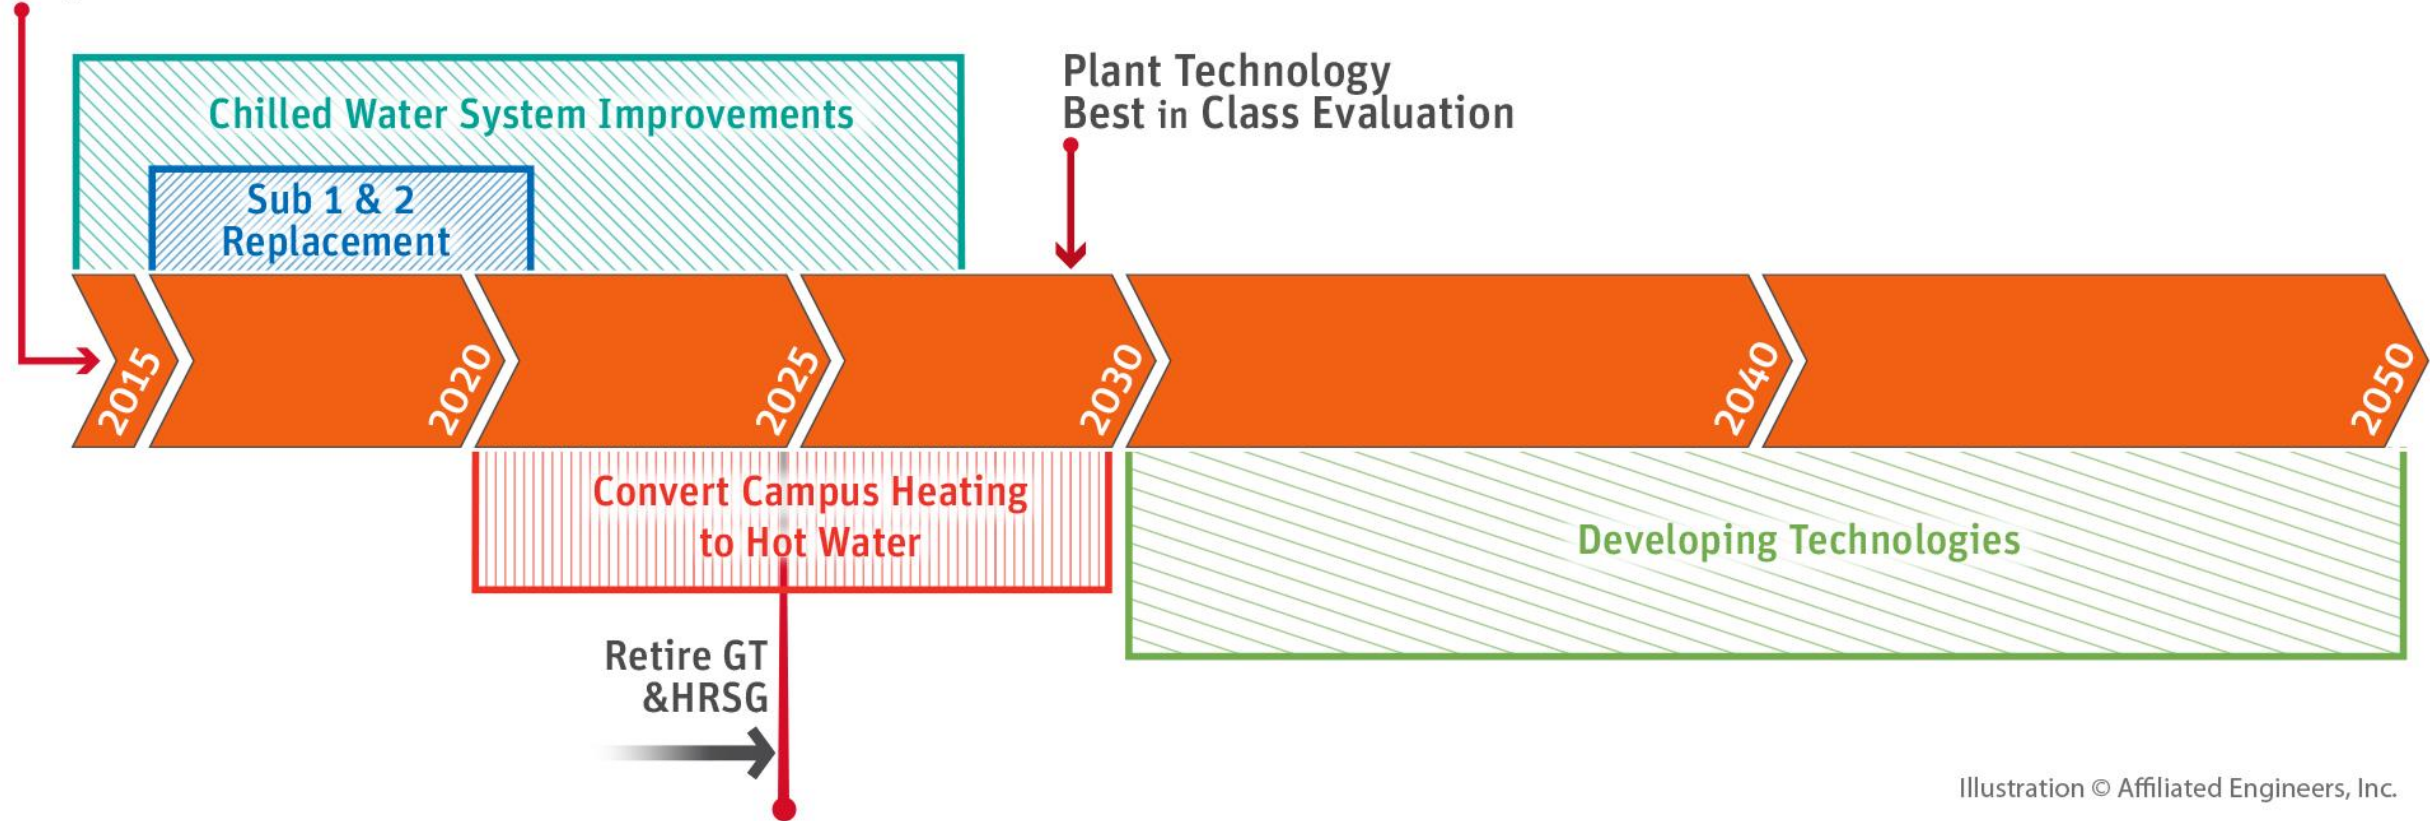 Chilled Water System Improvements
Plant Technology
Best in Class Evaluation
Sub 1 & 2
Replacement
2015
2020
2025
2030
2040
2050
Convert Campus Heating
to Hot Water
Developing Technologies
Retire GT
&HRSG
Illustration © Affiliated Engineers, Inc.